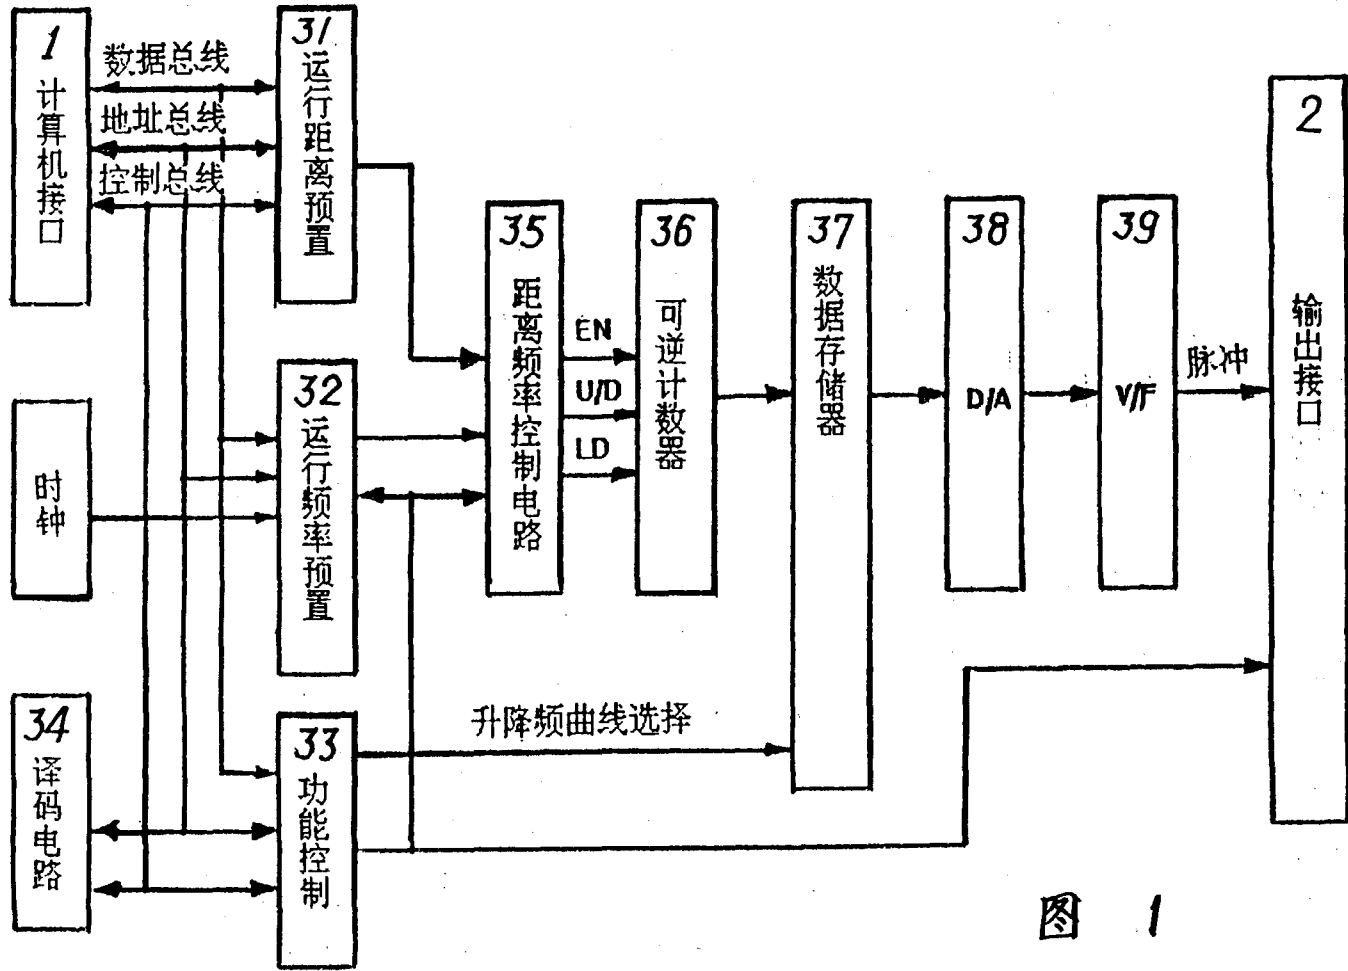 1
计算机接口
数据总线
地址总线
控制总线
31
运行距离预置
时钟
32
运行频率预置
34
译码电路
33
功能控制
升降频曲线选择
35
距离频率控制电路
EN
U/D
LD
36
可逆计数器
37
数据存储器
38
D/A
39
V/F
脉冲
2
输出接口
图 1